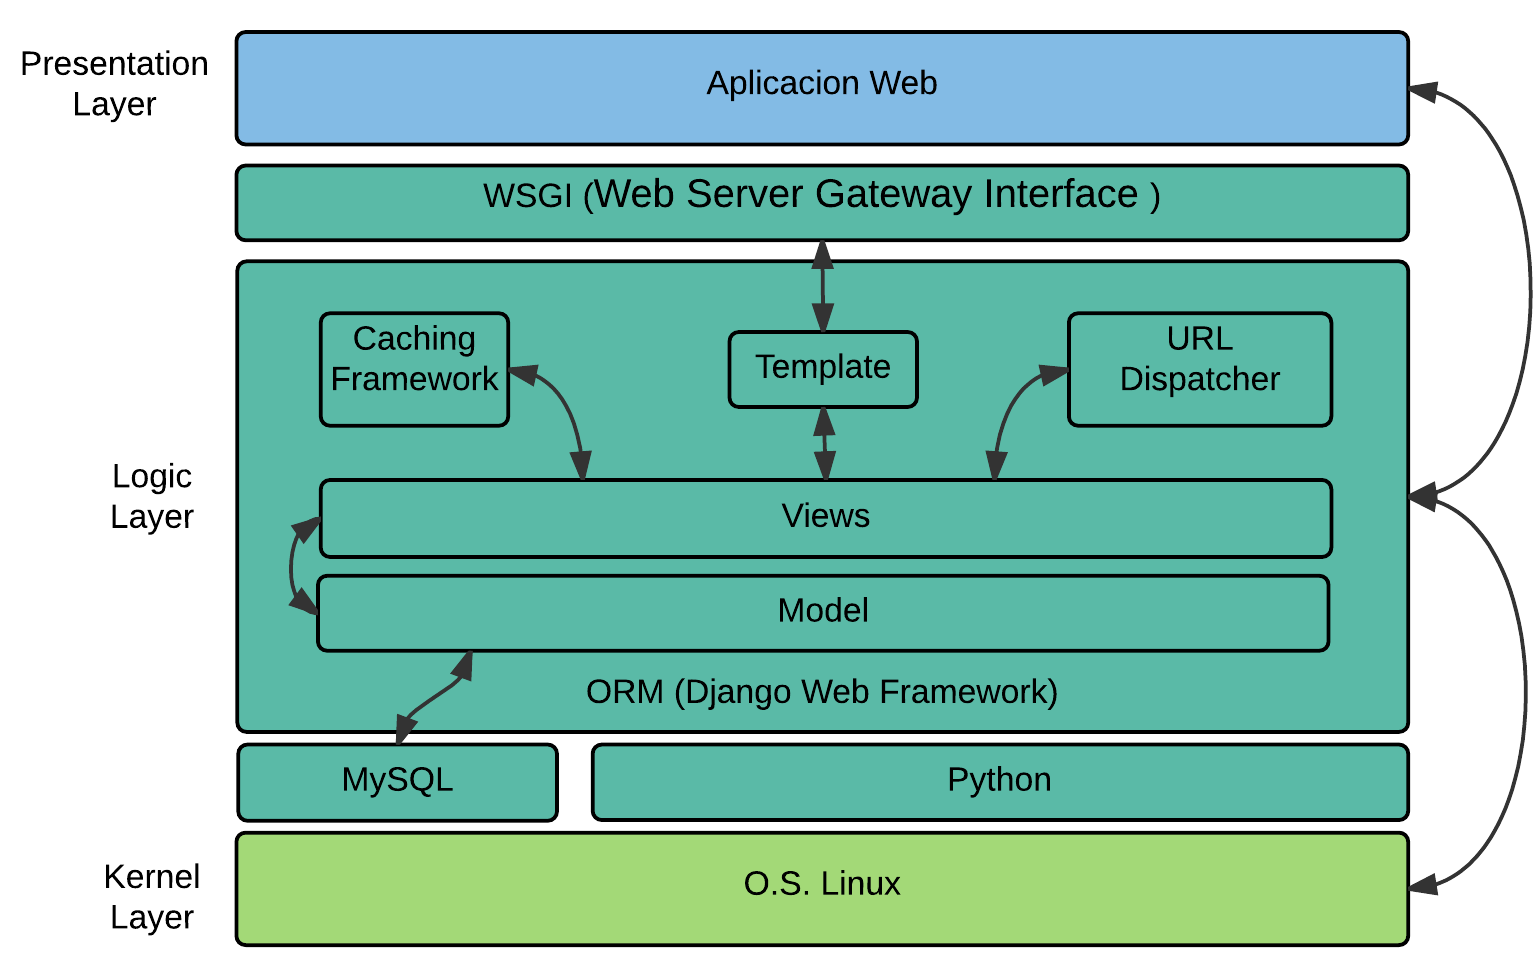 Presentation
Layer
Aplicacion Web
WSGI (Web Server Gateway Interface )
Caching
Framework
Template
URL
Dispatcher
Logic
Layer
Views
Model
ORM (Django Web Framework)
MySQL
Python
Kernel
Layer
O.S. Linux